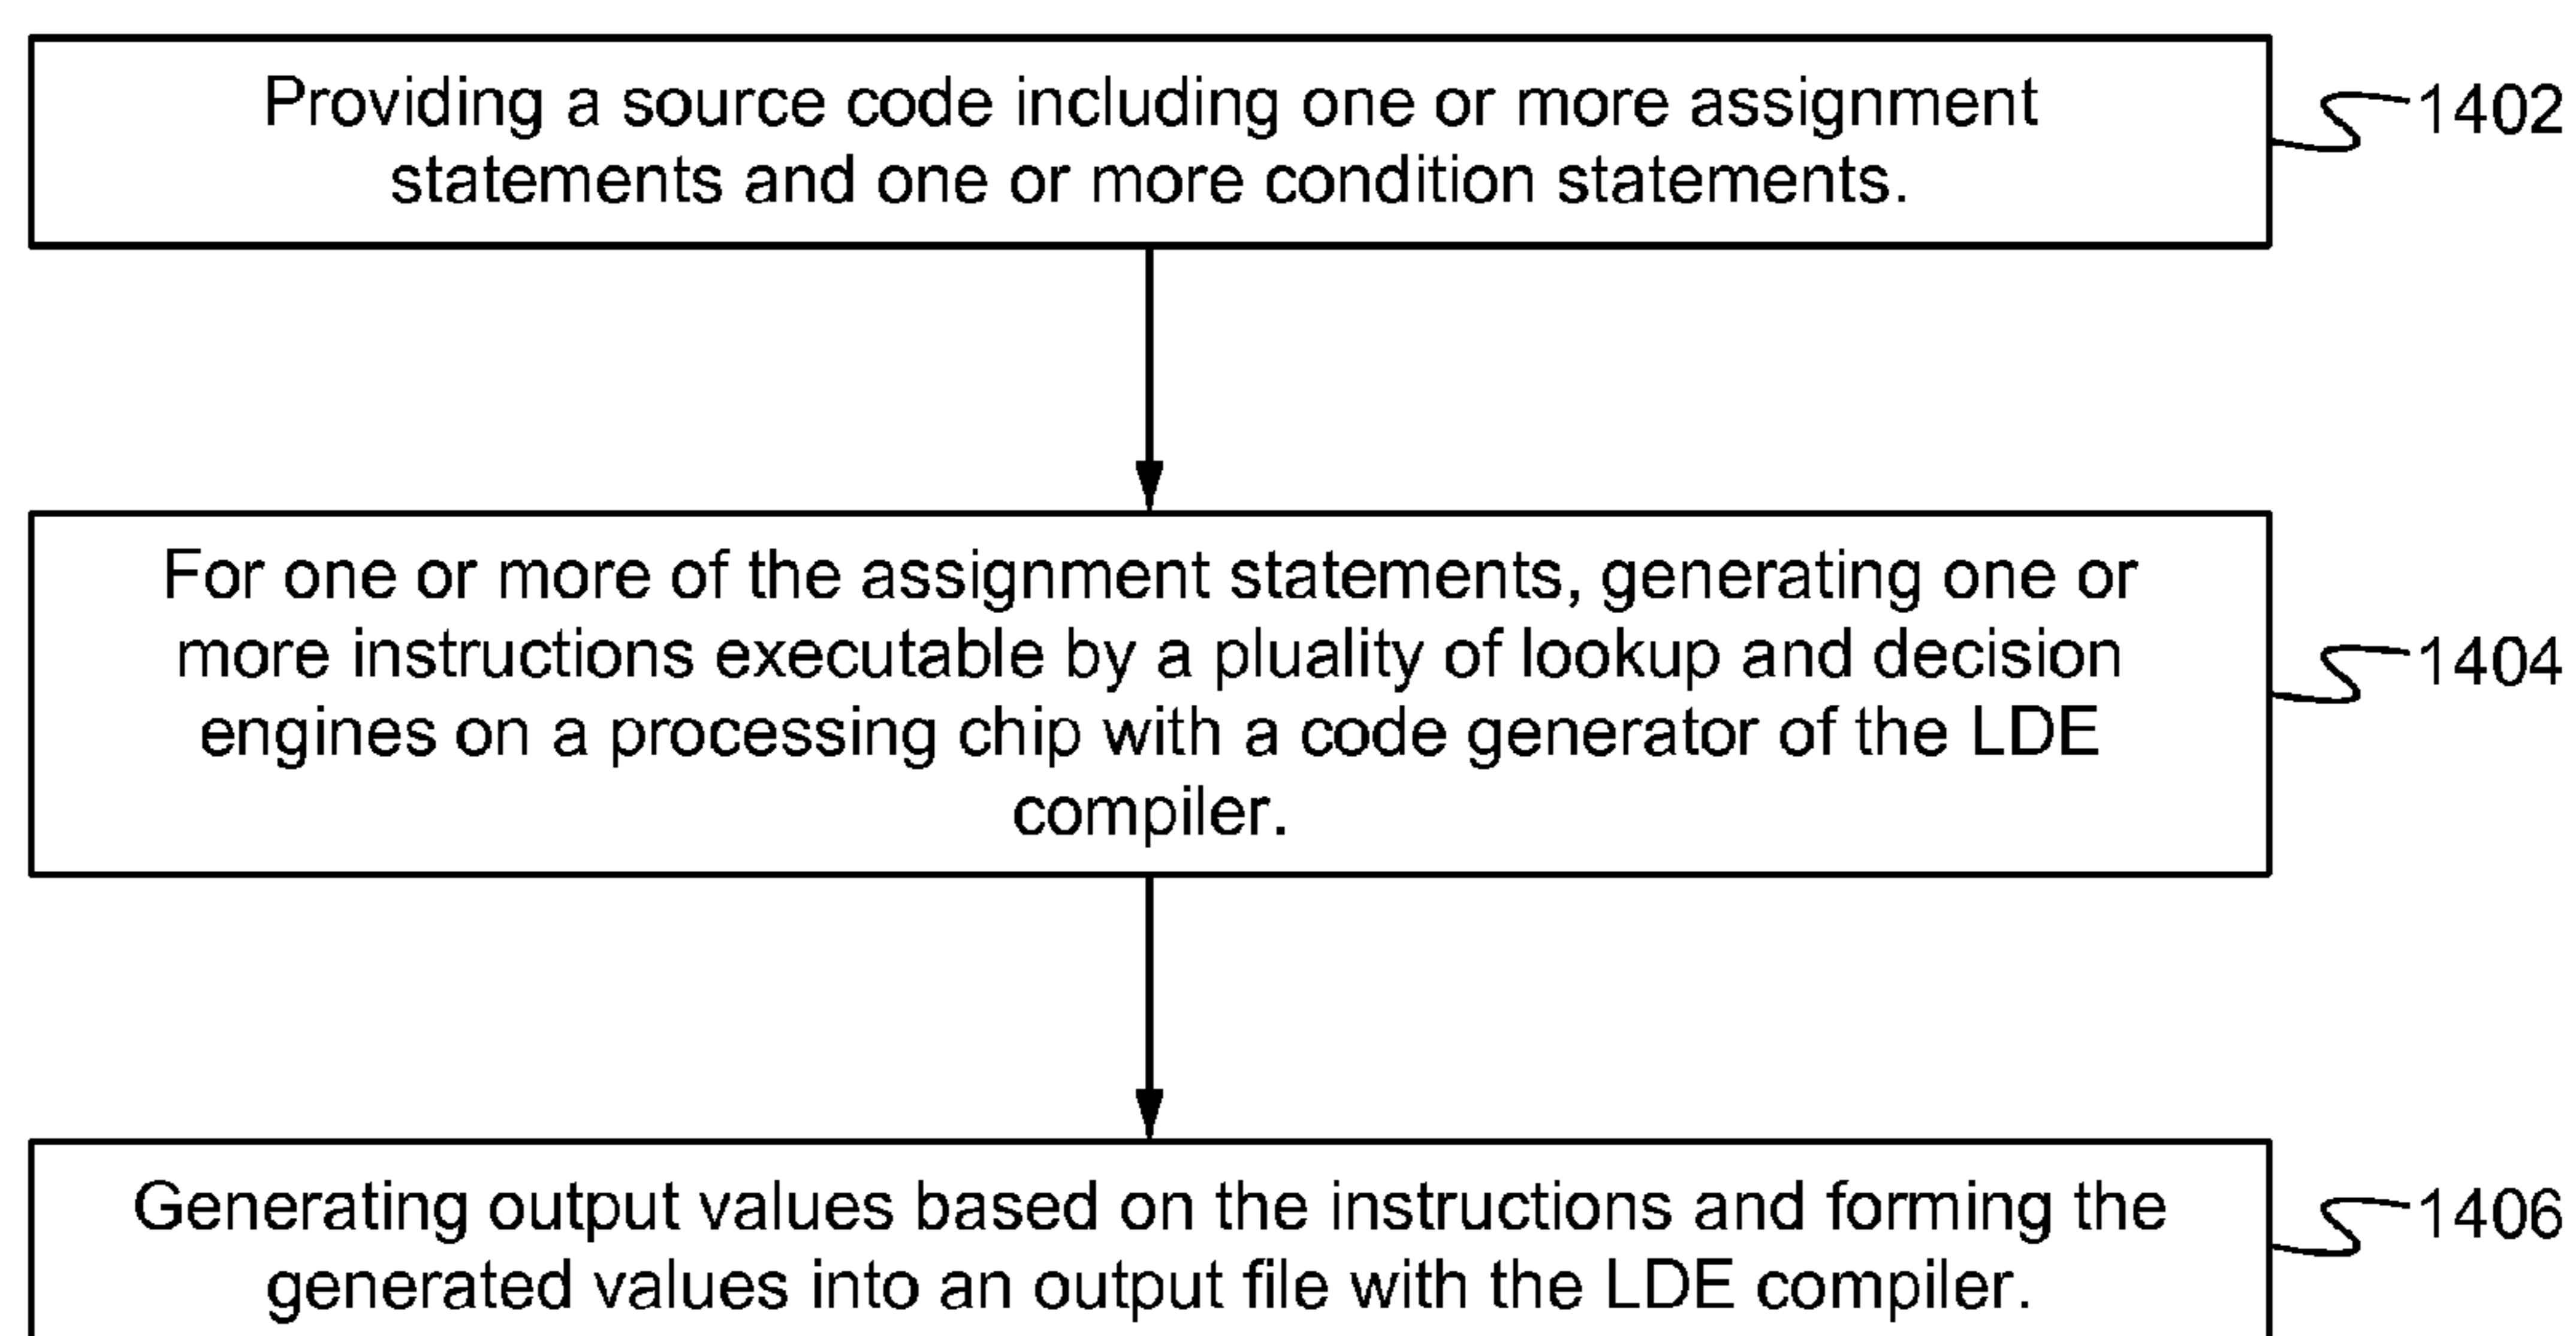 Providing a source code including one or more assignment
statements and one or more condition statements.
1402
For one or more of the assignment statements, generating one or
more instructions executable by a pluality of lookup and decision
engines on a processing chip with a code generator of the LDE
compiler.
1404
Generating output values based on the instructions and forming the
generated values into an output file with the LDE compiler.
1406